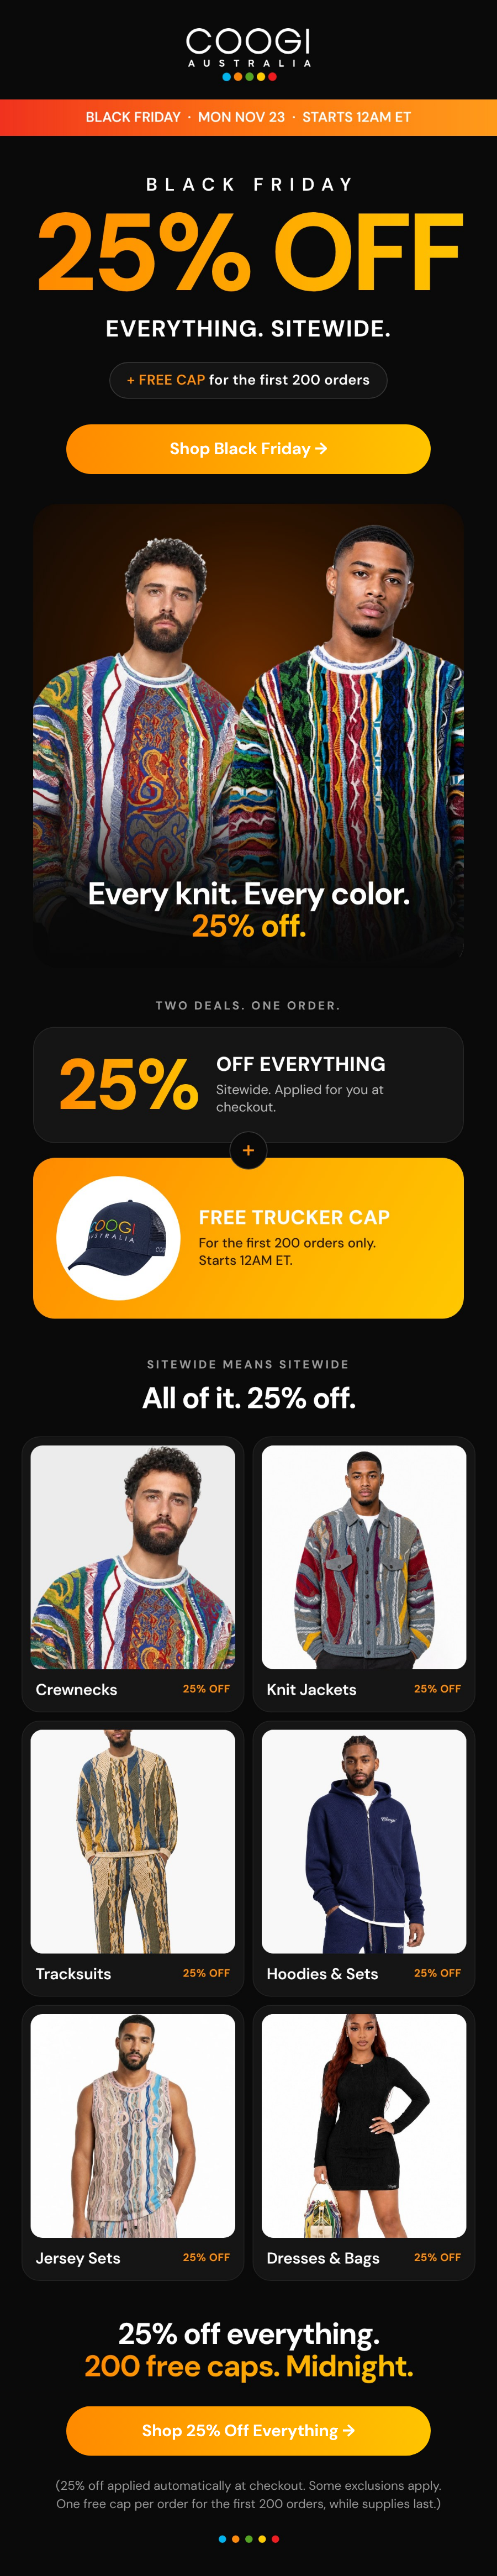 COOGI
AUSTRALIA
BLACK FRIDAY · MON NOV 23 · STARTS 12AM ET
BLACK FRIDAY
25% OFF
EVERYTHING. SITEWIDE.
+ FREE CAP for the first 200 orders
Shop Black Friday →
Every knit. Every color.
25% off.
TWO DEALS. ONE ORDER.
25%
OFF EVERYTHING
Sitewide. Applied for you at
checkout.
+
COOGI
AUSTRALIA
FREE TRUCKER CAP
For the first 200 orders only.
Starts 12AM ET.
SITEWIDE MEANS SITEWIDE
All of it. 25% off.
Crewnecks 25% OFF
Knit Jackets 25% OFF
Tracksuits 25% OFF
Hoodies & Sets 25% OFF
Jersey Sets 25% OFF
Dresses & Bags 25% OFF
25% off everything.
200 free caps. Midnight.
Shop 25% Off Everything →
(25% off applied automatically at checkout. Some exclusions apply.
One free cap per order for the first 200 orders, while supplies last.)